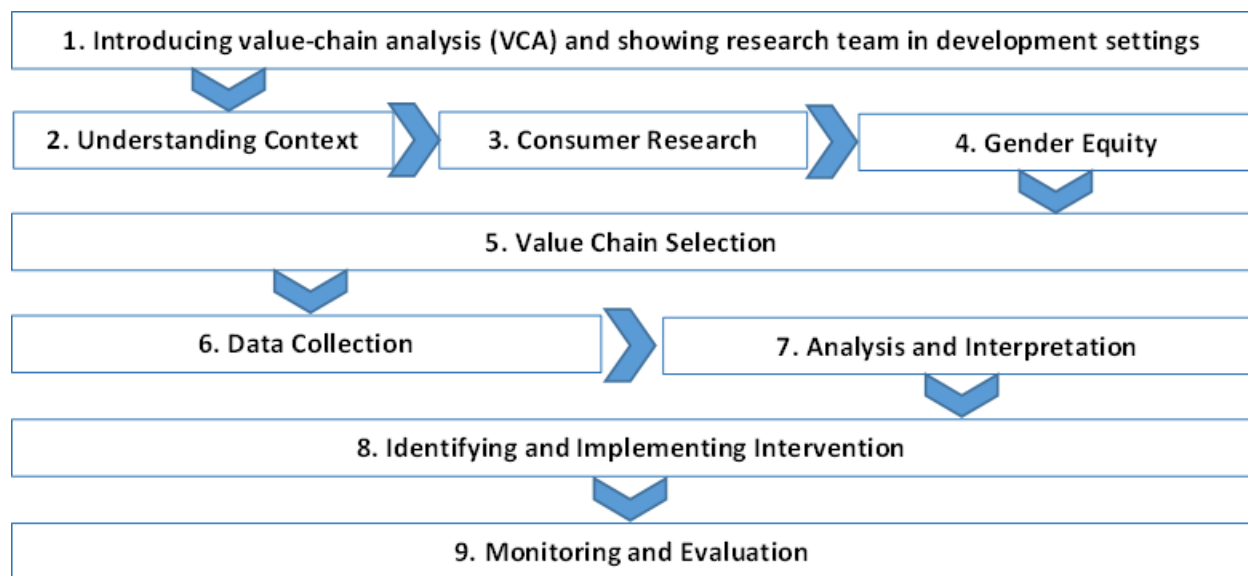 1. Introducing value-chain analysis (VCA) and showing research team in development settings
2. Understanding Context
3. Consumer Research
4. Gender Equity
5. Value Chain Selection
6. Data Collection
7. Analysis and Interpretation
8. Identifying and Implementing Intervention
9. Monitoring and Evaluation